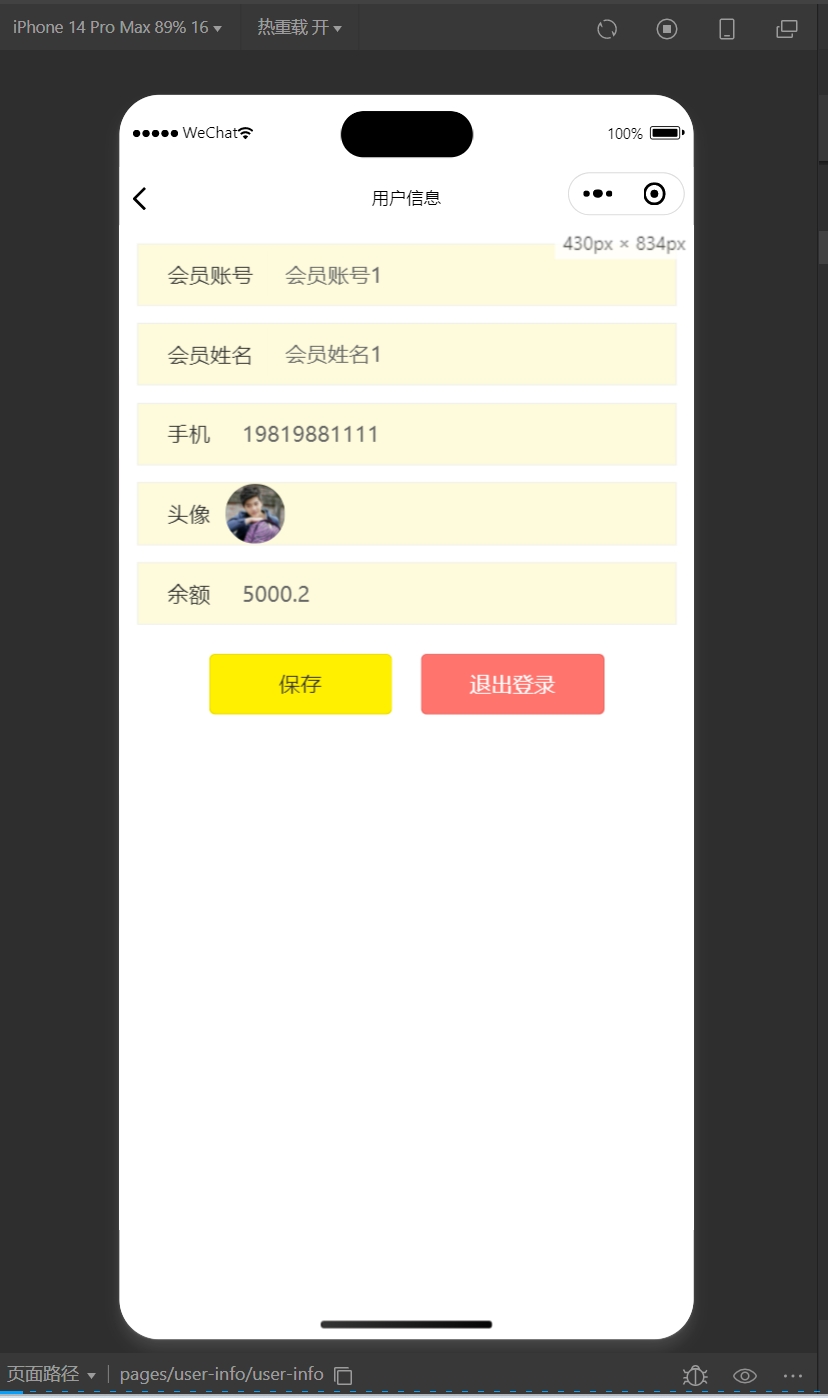 iPhone 14 Pro Max 89% 16 热重载 开
WeChat 100%
用户信息
430px × 834px
会员账号 会员账号1
会员姓名 会员姓名1
手机 19819881111
头像
余额 5000.2
保存 退出登录
页面路径 pages/user-info/user-info